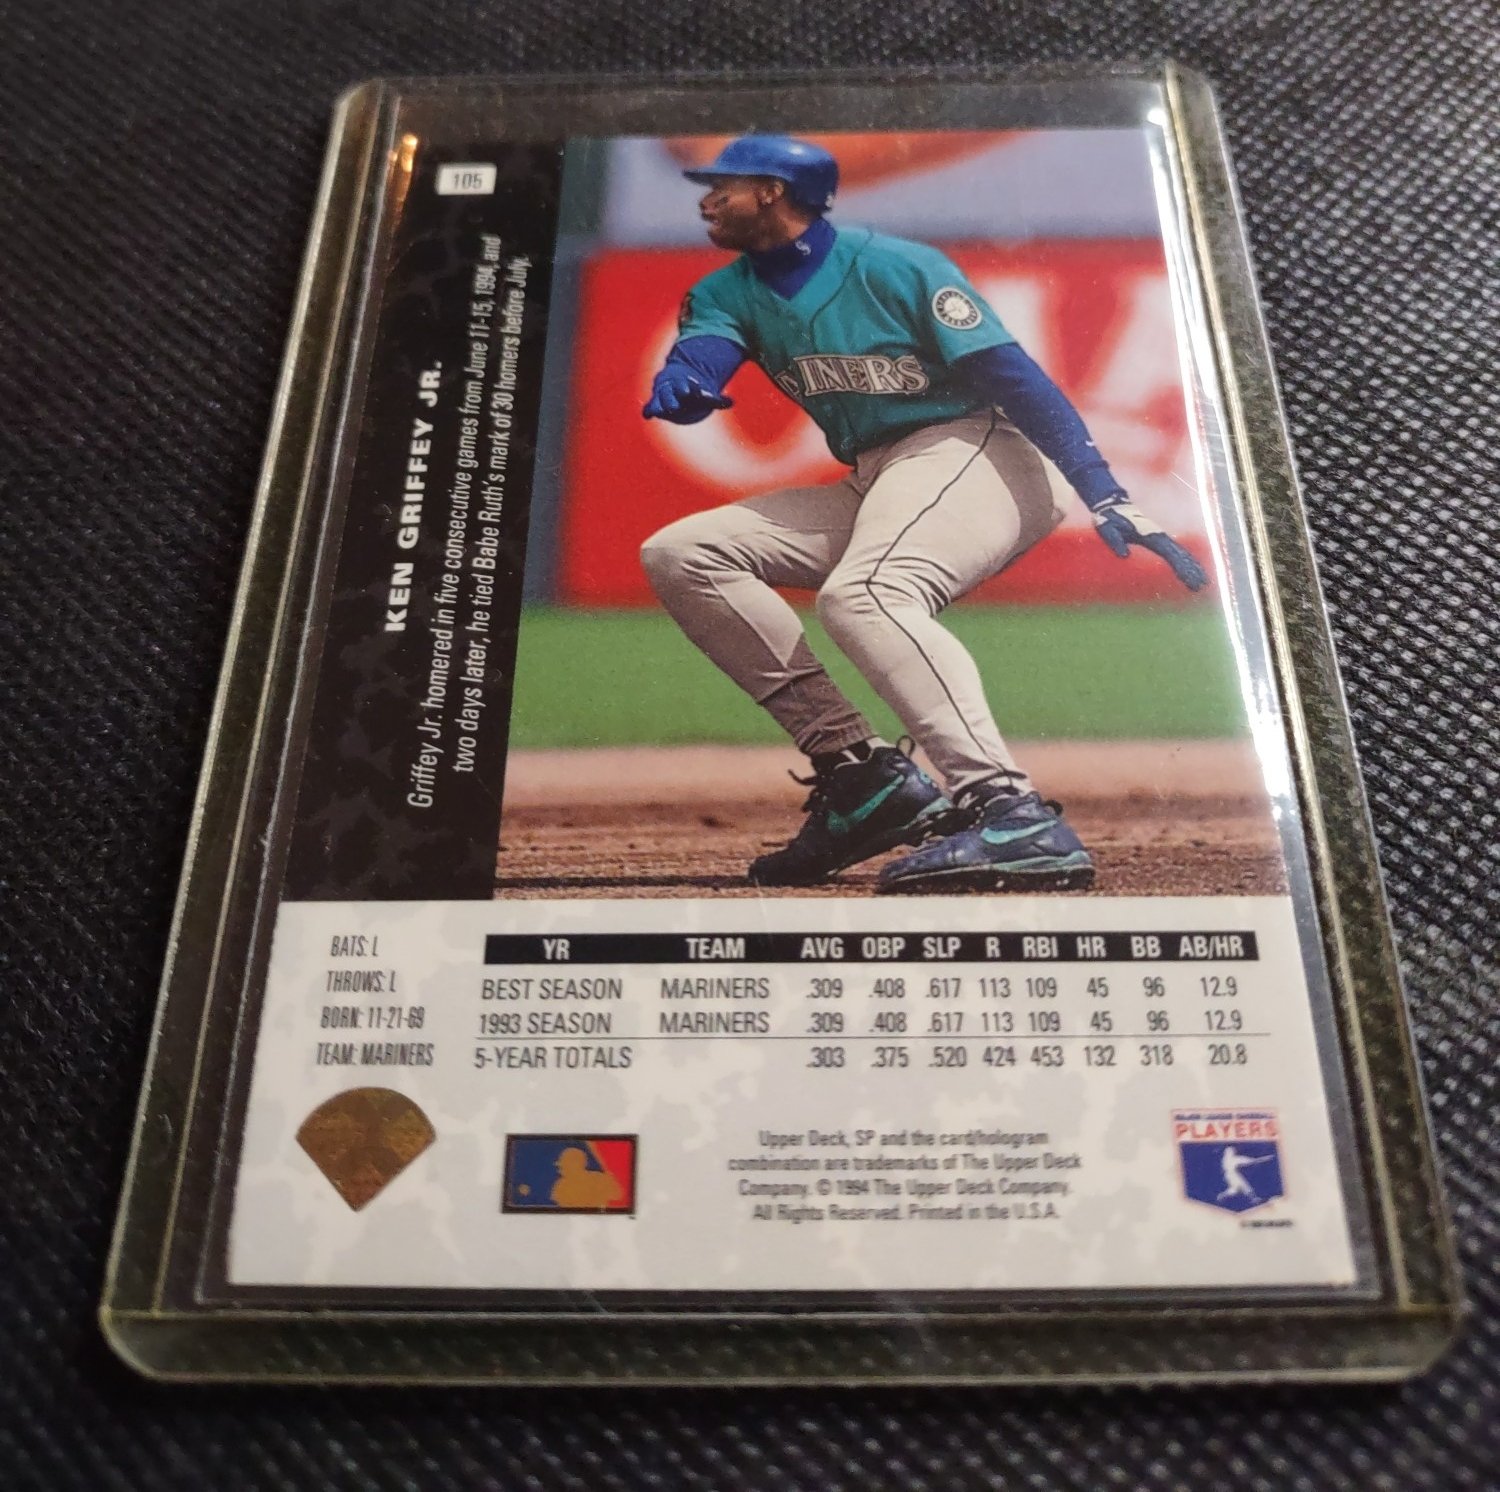 105
KEN GRIFFEY JR.
Griffey Jr. homered in five consecutive games from June 11-15, 1994, and
two days later, he tied Babe Ruth's mark of 30 homers before July.
INERS
BATS: L
THROWS: L
BORN: 11-21-69
TEAM: MARINERS
YR TEAM AVG OBP SLP R RBI HR BB AB/HR
BEST SEASON MARINERS .309 .408 .617 113 109 45 96 12.9
1993 SEASON MARINERS .309 .408 .617 113 109 45 96 12.9
5-YEAR TOTALS .303 .375 .520 424 453 132 318 20.8
Upper Deck, SP and the card/hologram
combination are trademarks of The Upper Deck
Company. © 1994 The Upper Deck Company.
All Rights Reserved. Printed in the U.S.A.
MAJOR LEAGUE BASEBALL
PLAYERS